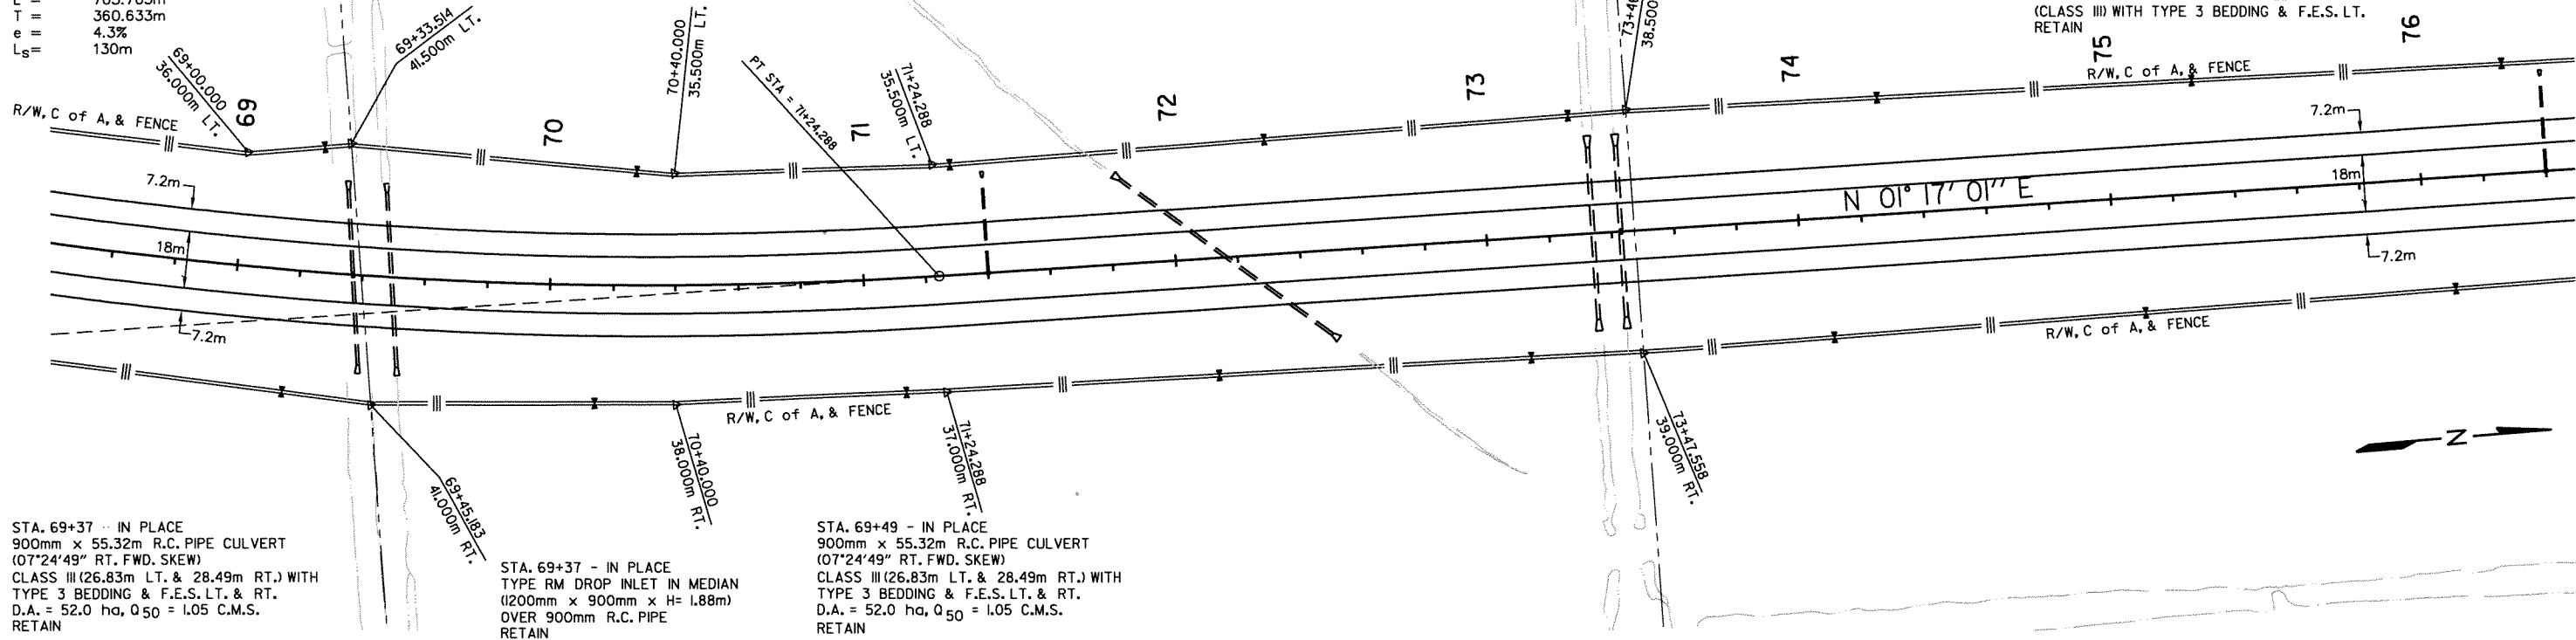 T = 360.633m
e = 4.3%
Ls= 130m
(CLASS III) WITH TYPE 3 BEDDING & F.E.S. LT.
RETAIN
69+00.000
36.000m LT.
69+33.514
41.500m LT.
70+40.000
35.500m LT.
PT STA = 71+24.288
71+24.288
35.500m LT.
38.500
69
70
71
72
73
74
75
76
R/W, C of A, & FENCE
R/W, C of A, & FENCE
7.2m
18m
7.2m
7.2m
18m
7.2m
N 01° 17' 01" E
R/W, C of A, & FENCE
R/W, C of A, & FENCE
69+45.183
41.000m RT.
70+40.000
38.000m RT.
71+24.288
37.000m RT.
73+47.558
39.000m RT.
N
STA. 69+37 - IN PLACE
900mm x 55.32m R.C. PIPE CULVERT
(07°24'49" RT. FWD. SKEW)
CLASS III (26.83m LT. & 28.49m RT.) WITH
TYPE 3 BEDDING & F.E.S. LT. & RT.
D.A. = 52.0 ha, Q50 = 1.05 C.M.S.
RETAIN
STA. 69+37 - IN PLACE
TYPE RM DROP INLET IN MEDIAN
(1200mm x 900mm x H= 1.88m)
OVER 900mm R.C. PIPE
RETAIN
STA. 69+49 - IN PLACE
900mm x 55.32m R.C. PIPE CULVERT
(07°24'49" RT. FWD. SKEW)
CLASS III (26.83m LT. & 28.49m RT.) WITH
TYPE 3 BEDDING & F.E.S. LT. & RT.
D.A. = 52.0 ha, Q50 = 1.05 C.M.S.
RETAIN